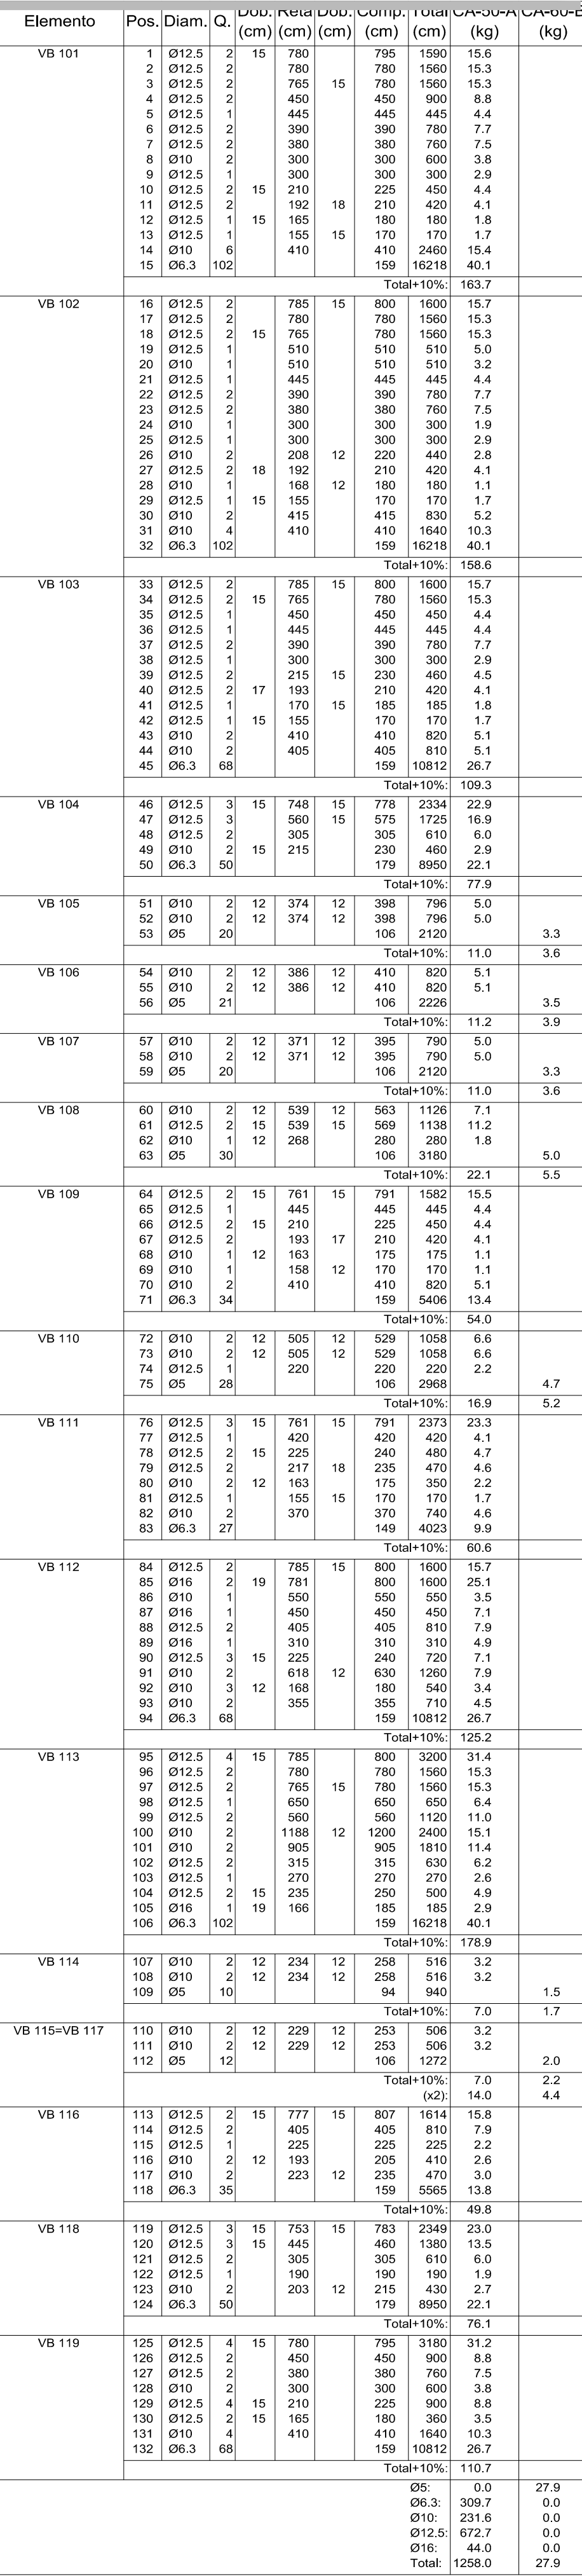 Elemento Pos. Diam. Q. Dob. Reta Dob. Comp. Total CA-50-A CA-60-B
(cm) (cm) (cm) (cm) (cm) (kg) (kg)
VB 101 1 Ø12.5 2 15 780 795 1590 15.6
2 Ø12.5 2 780 780 1560 15.3
3 Ø12.5 2 765 15 780 1560 15.3
4 Ø12.5 2 450 450 900 8.8
5 Ø12.5 1 445 445 445 4.4
6 Ø12.5 2 390 390 780 7.7
7 Ø12.5 2 380 380 760 7.5
8 Ø10 2 300 300 600 3.8
9 Ø12.5 1 300 300 300 2.9
10 Ø12.5 2 15 210 225 450 4.4
11 Ø12.5 2 192 18 210 420 4.1
12 Ø12.5 1 15 165 180 180 1.8
13 Ø12.5 1 155 15 170 170 1.7
14 Ø10 6 410 410 2460 15.4
15 Ø6.3 102 159 16218 40.1
Total+10%: 163.7
VB 102 16 Ø12.5 2 785 15 800 1600 15.7
17 Ø12.5 2 780 780 1560 15.3
18 Ø12.5 2 15 765 780 1560 15.3
19 Ø12.5 1 510 510 510 5.0
20 Ø10 1 510 510 510 3.2
21 Ø12.5 1 445 445 445 4.4
22 Ø12.5 2 390 390 780 7.7
23 Ø12.5 2 380 380 760 7.5
24 Ø10 1 300 300 300 1.9
25 Ø12.5 1 300 300 300 2.9
26 Ø10 2 208 12 220 440 2.8
27 Ø12.5 2 18 192 210 420 4.1
28 Ø10 1 168 12 180 180 1.1
29 Ø12.5 1 15 155 170 170 1.7
30 Ø10 2 415 415 830 5.2
31 Ø10 4 410 410 1640 10.3
32 Ø6.3 102 159 16218 40.1
Total+10%: 158.6
VB 103 33 Ø12.5 2 785 15 800 1600 15.7
34 Ø12.5 2 15 765 780 1560 15.3
35 Ø12.5 1 450 450 450 4.4
36 Ø12.5 1 445 445 445 4.4
37 Ø12.5 2 390 390 780 7.7
38 Ø12.5 1 300 300 300 2.9
39 Ø12.5 2 215 15 230 460 4.5
40 Ø12.5 2 17 193 210 420 4.1
41 Ø12.5 1 170 15 185 185 1.8
42 Ø12.5 1 15 155 170 170 1.7
43 Ø10 2 410 410 820 5.1
44 Ø10 2 405 405 810 5.1
45 Ø6.3 68 159 10812 26.7
Total+10%: 109.3
VB 104 46 Ø12.5 3 15 748 15 778 2334 22.9
47 Ø12.5 3 560 15 575 1725 16.9
48 Ø12.5 2 305 305 610 6.0
49 Ø10 2 15 215 230 460 2.9
50 Ø6.3 50 179 8950 22.1
Total+10%: 77.9
VB 105 51 Ø10 2 12 374 12 398 796 5.0
52 Ø10 2 12 374 12 398 796 5.0
53 Ø5 20 106 2120 3.3
Total+10%: 11.0 3.6
VB 106 54 Ø10 2 12 386 12 410 820 5.1
55 Ø10 2 12 386 12 410 820 5.1
56 Ø5 21 106 2226 3.5
Total+10%: 11.2 3.9
VB 107 57 Ø10 2 12 371 12 395 790 5.0
58 Ø10 2 12 371 12 395 790 5.0
59 Ø5 20 106 2120 3.3
Total+10%: 11.0 3.6
VB 108 60 Ø10 2 12 539 12 563 1126 7.1
61 Ø12.5 2 15 539 15 569 1138 11.2
62 Ø10 1 12 268 280 280 1.8
63 Ø5 30 106 3180 5.0
Total+10%: 22.1 5.5
VB 109 64 Ø12.5 2 15 761 15 791 1582 15.5
65 Ø12.5 1 445 445 445 4.4
66 Ø12.5 2 15 210 225 450 4.4
67 Ø12.5 2 193 17 210 420 4.1
68 Ø10 1 12 163 175 175 1.1
69 Ø10 1 158 12 170 170 1.1
70 Ø10 2 410 410 820 5.1
71 Ø6.3 34 159 5406 13.4
Total+10%: 54.0
VB 110 72 Ø10 2 12 505 12 529 1058 6.6
73 Ø10 2 12 505 12 529 1058 6.6
74 Ø12.5 1 220 220 220 2.2
75 Ø5 28 106 2968 4.7
Total+10%: 16.9 5.2
VB 111 76 Ø12.5 3 15 761 15 791 2373 23.3
77 Ø12.5 1 420 420 420 4.1
78 Ø12.5 2 15 225 240 480 4.7
79 Ø12.5 2 217 18 235 470 4.6
80 Ø10 2 12 163 175 350 2.2
81 Ø12.5 1 155 15 170 170 1.7
82 Ø10 2 370 370 740 4.6
83 Ø6.3 27 149 4023 9.9
Total+10%: 60.6
VB 112 84 Ø12.5 2 785 15 800 1600 15.7
85 Ø16 2 19 781 800 1600 25.1
86 Ø10 1 550 550 550 3.5
87 Ø16 1 450 450 450 7.1
88 Ø12.5 2 405 405 810 7.9
89 Ø16 1 310 310 310 4.9
90 Ø12.5 3 15 225 240 720 7.1
91 Ø10 2 618 12 630 1260 7.9
92 Ø10 3 12 168 180 540 3.4
93 Ø10 2 355 355 710 4.5
94 Ø6.3 68 159 10812 26.7
Total+10%: 125.2
VB 113 95 Ø12.5 4 15 785 800 3200 31.4
96 Ø12.5 2 780 780 1560 15.3
97 Ø12.5 2 765 15 780 1560 15.3
98 Ø12.5 1 650 650 650 6.4
99 Ø12.5 2 560 560 1120 11.0
100 Ø10 2 1188 12 1200 2400 15.1
101 Ø10 2 905 905 1810 11.4
102 Ø12.5 2 315 315 630 6.2
103 Ø12.5 1 270 270 270 2.6
104 Ø12.5 2 15 235 250 500 4.9
105 Ø16 1 19 166 185 185 2.9
106 Ø6.3 102 159 16218 40.1
Total+10%: 178.9
VB 114 107 Ø10 2 12 234 12 258 516 3.2
108 Ø10 2 12 234 12 258 516 3.2
109 Ø5 10 94 940 1.5
Total+10%: 7.0 1.7
VB 115=VB 117 110 Ø10 2 12 229 12 253 506 3.2
111 Ø10 2 12 229 12 253 506 3.2
112 Ø5 12 106 1272 2.0
Total+10%: 7.0 2.2
(x2): 14.0 4.4
VB 116 113 Ø12.5 2 15 777 15 807 1614 15.8
114 Ø12.5 2 405 405 810 7.9
115 Ø12.5 1 225 225 225 2.2
116 Ø10 2 12 193 205 410 2.6
117 Ø10 2 223 12 235 470 3.0
118 Ø6.3 35 159 5565 13.8
Total+10%: 49.8
VB 118 119 Ø12.5 3 15 753 15 783 2349 23.0
120 Ø12.5 3 15 445 460 1380 13.5
121 Ø12.5 2 305 305 610 6.0
122 Ø12.5 1 190 190 190 1.9
123 Ø10 2 203 12 215 430 2.7
124 Ø6.3 50 179 8950 22.1
Total+10%: 76.1
VB 119 125 Ø12.5 4 15 780 795 3180 31.2
126 Ø12.5 2 450 450 900 8.8
127 Ø12.5 2 380 380 760 7.5
128 Ø10 2 300 300 600 3.8
129 Ø12.5 4 15 210 225 900 8.8
130 Ø12.5 2 15 165 180 360 3.5
131 Ø10 4 410 410 1640 10.3
132 Ø6.3 68 159 10812 26.7
Total+10%: 110.7
Ø5: 0.0 27.9
Ø6.3: 309.7 0.0
Ø10: 231.6 0.0
Ø12.5: 672.7 0.0
Ø16: 44.0 0.0
Total: 1258.0 27.9